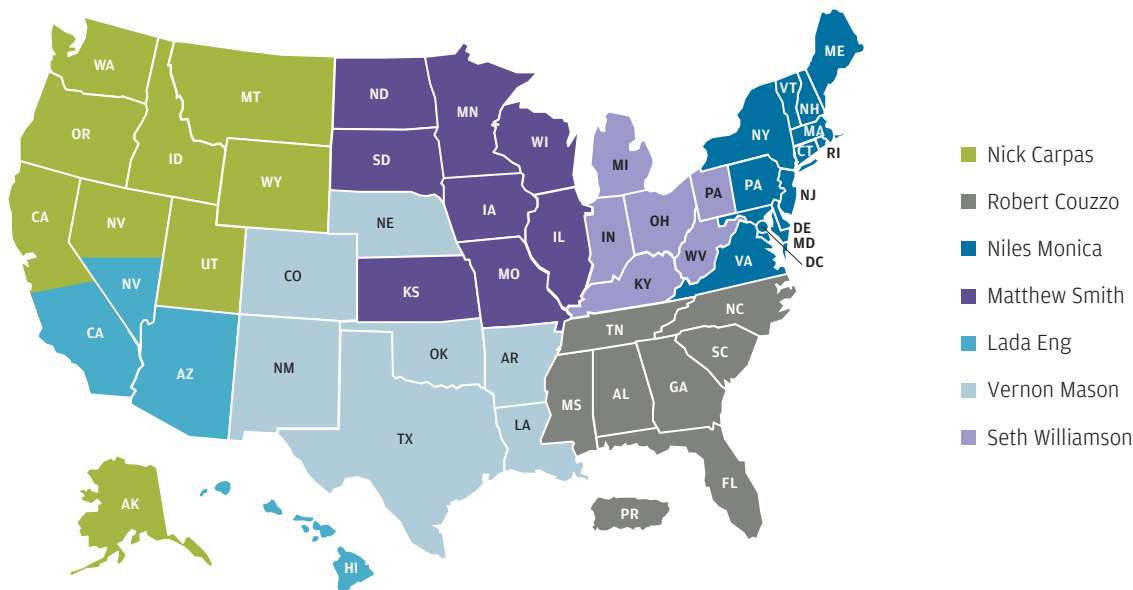 WA
MT
ND
MN
ME
VT
NH
OR
ID
WY
SD
WI
MI
NY
MA
CT
RI
CA
NV
UT
NE
IA
IL
IN
OH
PA
PA
NJ
NV
CO
KS
MO
KY
WV
VA
DE
MD
DC
CA
AZ
NM
OK
AR
TN
NC
SC
TX
LA
MS
AL
GA
FL
AK
HI
PR
Nick Carpas
Robert Couzzo
Niles Monica
Matthew Smith
Lada Eng
Vernon Mason
Seth Williamson